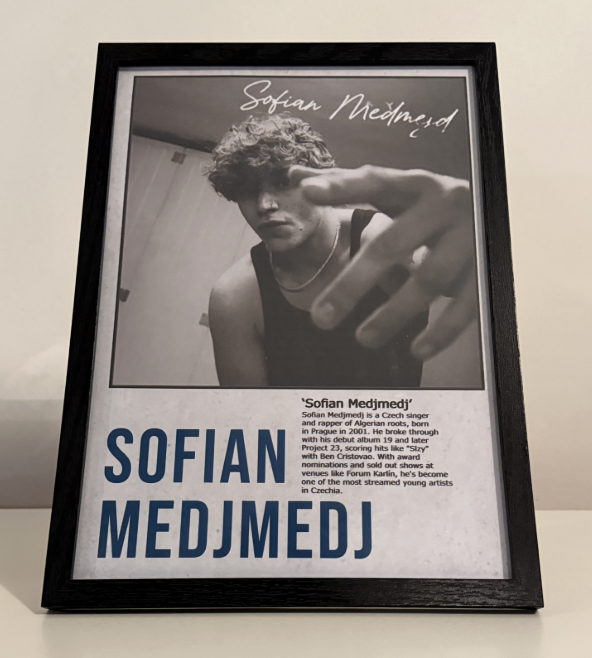 Sofian Medmejd
'Sofian Medjmedj'
Sofian Medjmedj is a Czech singer
and rapper of Algerian roots, born
in Prague in 2001. He broke through
with his debut album 19 and later
Project 23, scoring hits like "Slzy"
with Ben Cristovao. With award
nominations and sold out shows at
venues like Forum Karlín, he's become
one of the most streamed young artists
in Czechia.
SOFIAN
MEDJMEDJ